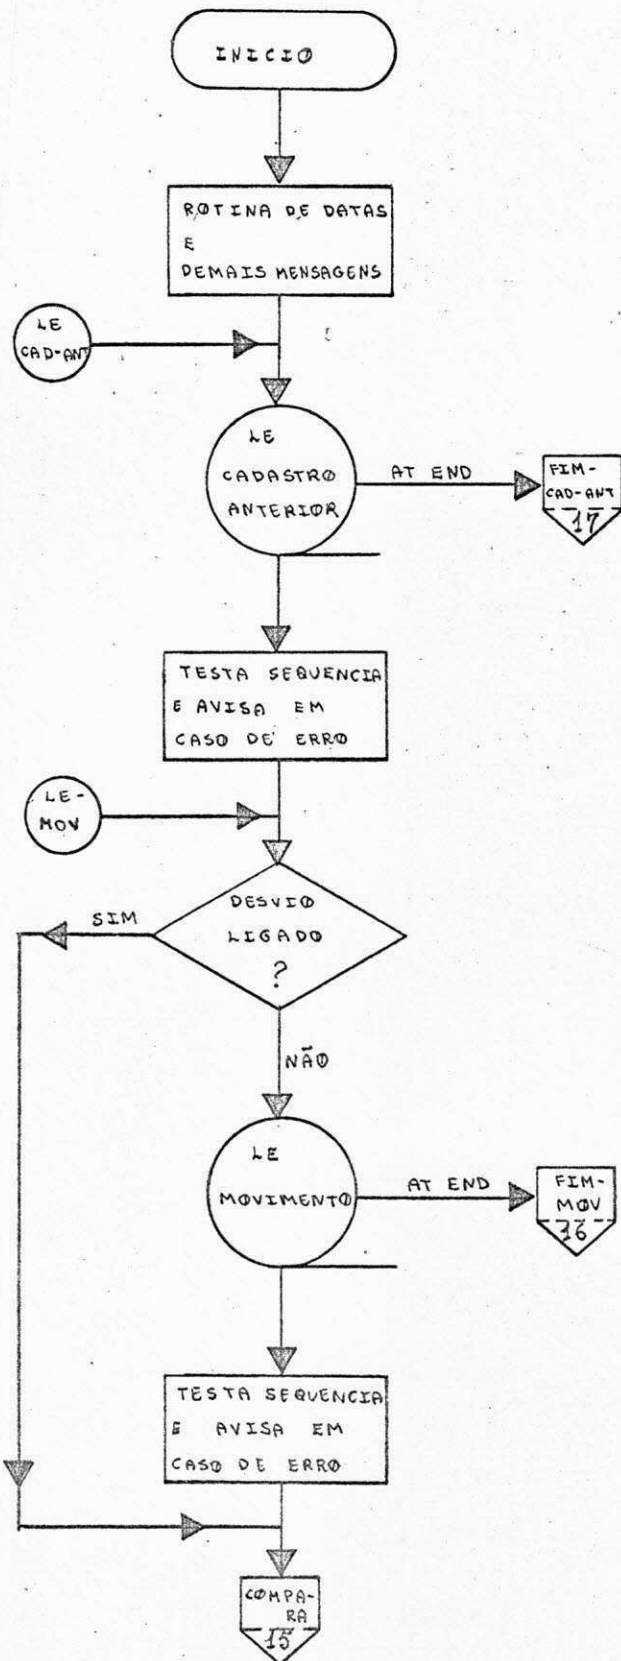 INICIO
ROTINA DE DATAS
E
DEMAIS MENSAGENS
LE
CAD-ANT
LE
CADASTRO
ANTERIOR
AT END
FIM-
CAD-ANT
17
TESTA SEQUENCIA
E AVISA EM
CASO DE ERRO
LE-
MOV
DESVIO
LIGADO
?
SIM
NÃO
LE
MOVIMENTO
AT END
FIM-
MOV
16
TESTA SEQUENCIA
E AVISA EM
CASO DE ERRO
COMPA-
RA
15